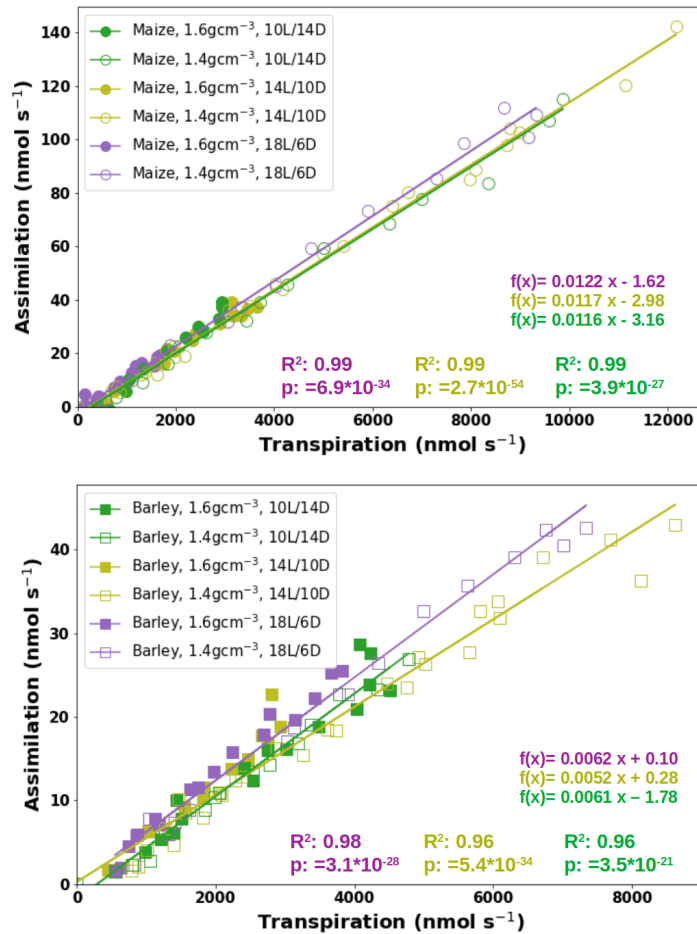 140
120
100
80
60
40
20
0
Assimilation (nmol s⁻¹)
Maize, 1.6gcm⁻³, 10L/14D
Maize, 1.4gcm⁻³, 10L/14D
Maize, 1.6gcm⁻³, 14L/10D
Maize, 1.4gcm⁻³, 14L/10D
Maize, 1.6gcm⁻³, 18L/6D
Maize, 1.4gcm⁻³, 18L/6D
f(x)= 0.0122 x - 1.62
f(x)= 0.0117 x - 2.98
f(x)= 0.0116 x - 3.16
R²: 0.99 R²: 0.99 R²: 0.99
p: =6.9*10⁻³⁴ p: =2.7*10⁻⁵⁴ p: =3.9*10⁻²⁷
0 2000 4000 6000 8000 10000 12000
Transpiration (nmol s⁻¹)
40
30
20
10
0
Assimilation (nmol s⁻¹)
Barley, 1.6gcm⁻³, 10L/14D
Barley, 1.4gcm⁻³, 10L/14D
Barley, 1.6gcm⁻³, 14L/10D
Barley, 1.4gcm⁻³, 14L/10D
Barley, 1.6gcm⁻³, 18L/6D
Barley, 1.4gcm⁻³, 18L/6D
f(x)= 0.0062 x + 0.10
f(x)= 0.0052 x + 0.28
f(x)= 0.0061 x – 1.78
R²: 0.98 R²: 0.96 R²: 0.96
p: =3.1*10⁻²⁸ p: =5.4*10⁻³⁴ p: =3.5*10⁻²¹
0 2000 4000 6000 8000
Transpiration (nmol s⁻¹)